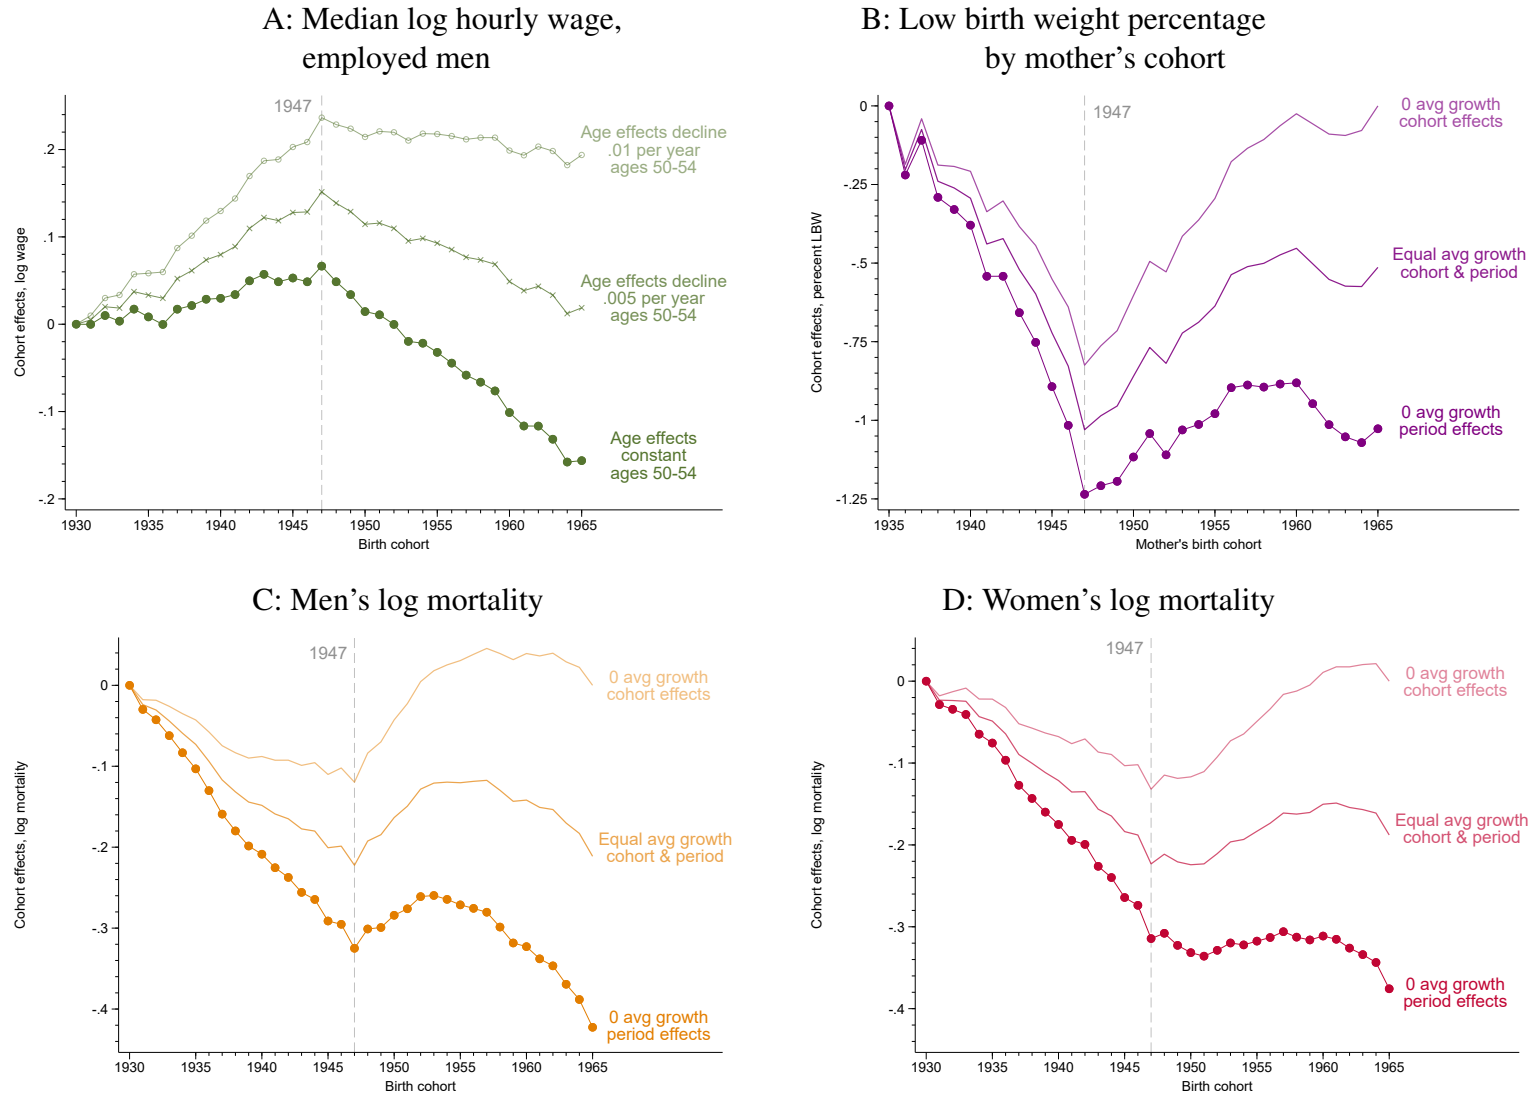 A: Median log hourly wage,
employed men
1947
Age effects decline
.01 per year
ages 50-54
Age effects decline
.005 per year
ages 50-54
Age effects
constant
ages 50-54
Cohort effects, log wage
.2
.1
0
-.1
-.2
1930 1935 1940 1945 1950 1955 1960 1965
Birth cohort
B: Low birth weight percentage
by mother's cohort
1947
0 avg growth
cohort effects
Equal avg growth
cohort & period
0 avg growth
period effects
Cohort effects, percent LBW
0
-.25
-.5
-.75
-1
-1.25
1935 1940 1945 1950 1955 1960 1965
Mother's birth cohort
C: Men's log mortality
1947
0 avg growth
cohort effects
Equal avg growth
cohort & period
0 avg growth
period effects
Cohort effects, log mortality
0
-.1
-.2
-.3
-.4
1930 1935 1940 1945 1950 1955 1960 1965
Birth cohort
D: Women's log mortality
1947
0 avg growth
cohort effects
Equal avg growth
cohort & period
0 avg growth
period effects
Cohort effects, log mortality
0
-.1
-.2
-.3
-.4
1930 1935 1940 1945 1950 1955 1960 1965
Birth cohort